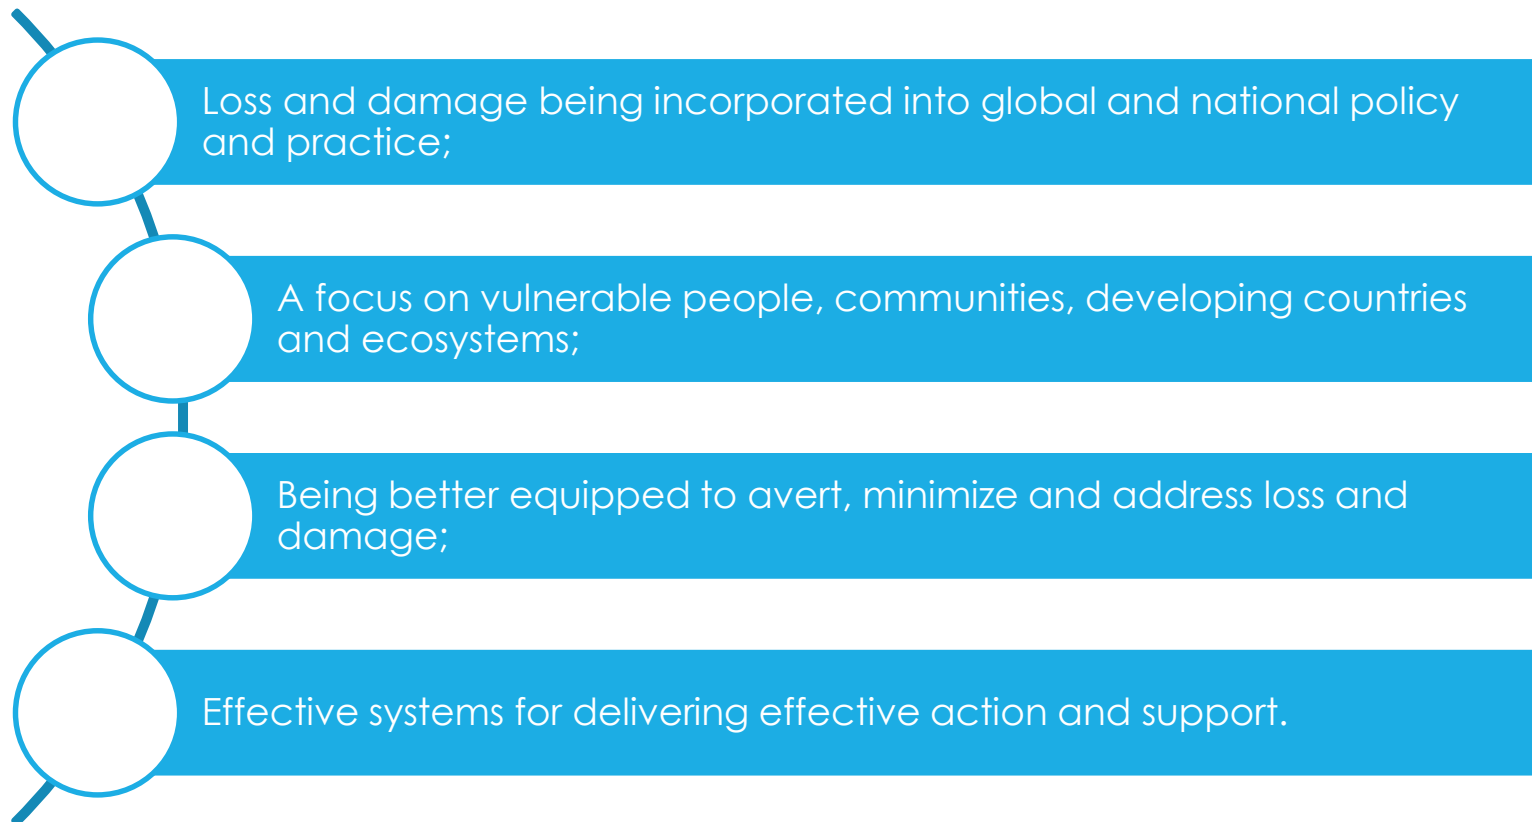 Loss and damage being incorporated into global and national policy
and practice;
A focus on vulnerable people, communities, developing countries
and ecosystems;
Being better equipped to avert, minimize and address loss and
damage;
Effective systems for delivering effective action and support.